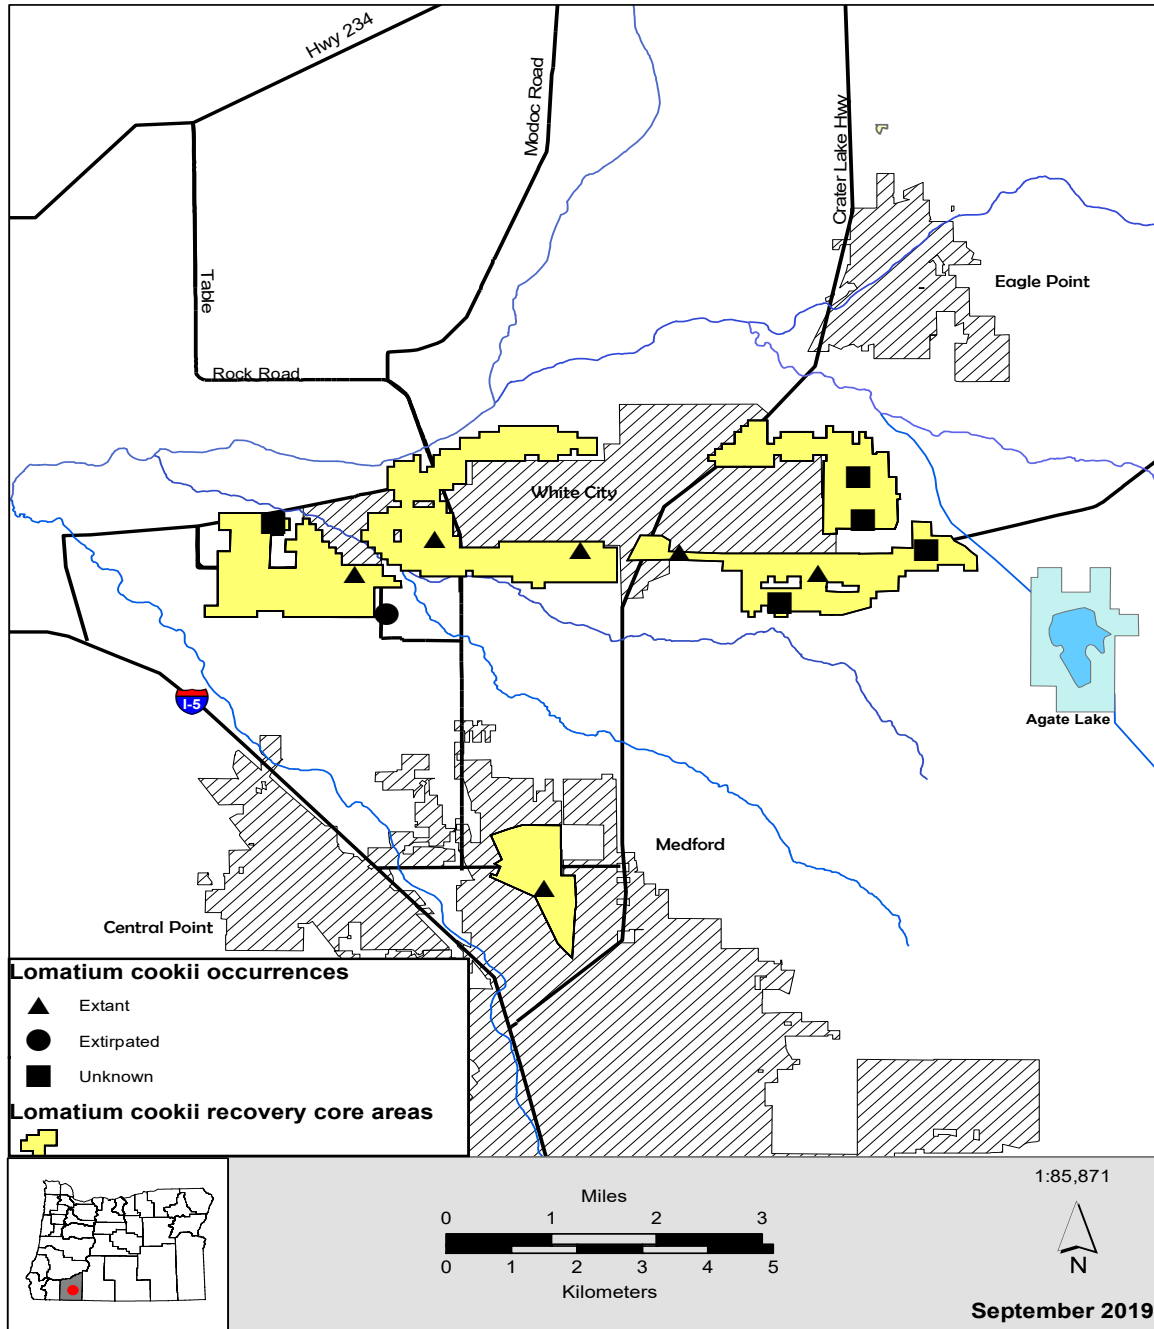 Hwy 234
Modoc Road
Crater Lake Hwy
Table
Rock Road
Eagle Point
White City
I-5
Agate Lake
Medford
Central Point
Lomatium cookii occurrences
Extant
Extirpated
Unknown
Lomatium cookii recovery core areas
Miles
0 1 2 3
0 1 2 3 4 5
Kilometers
1:85,871
N
September 2019